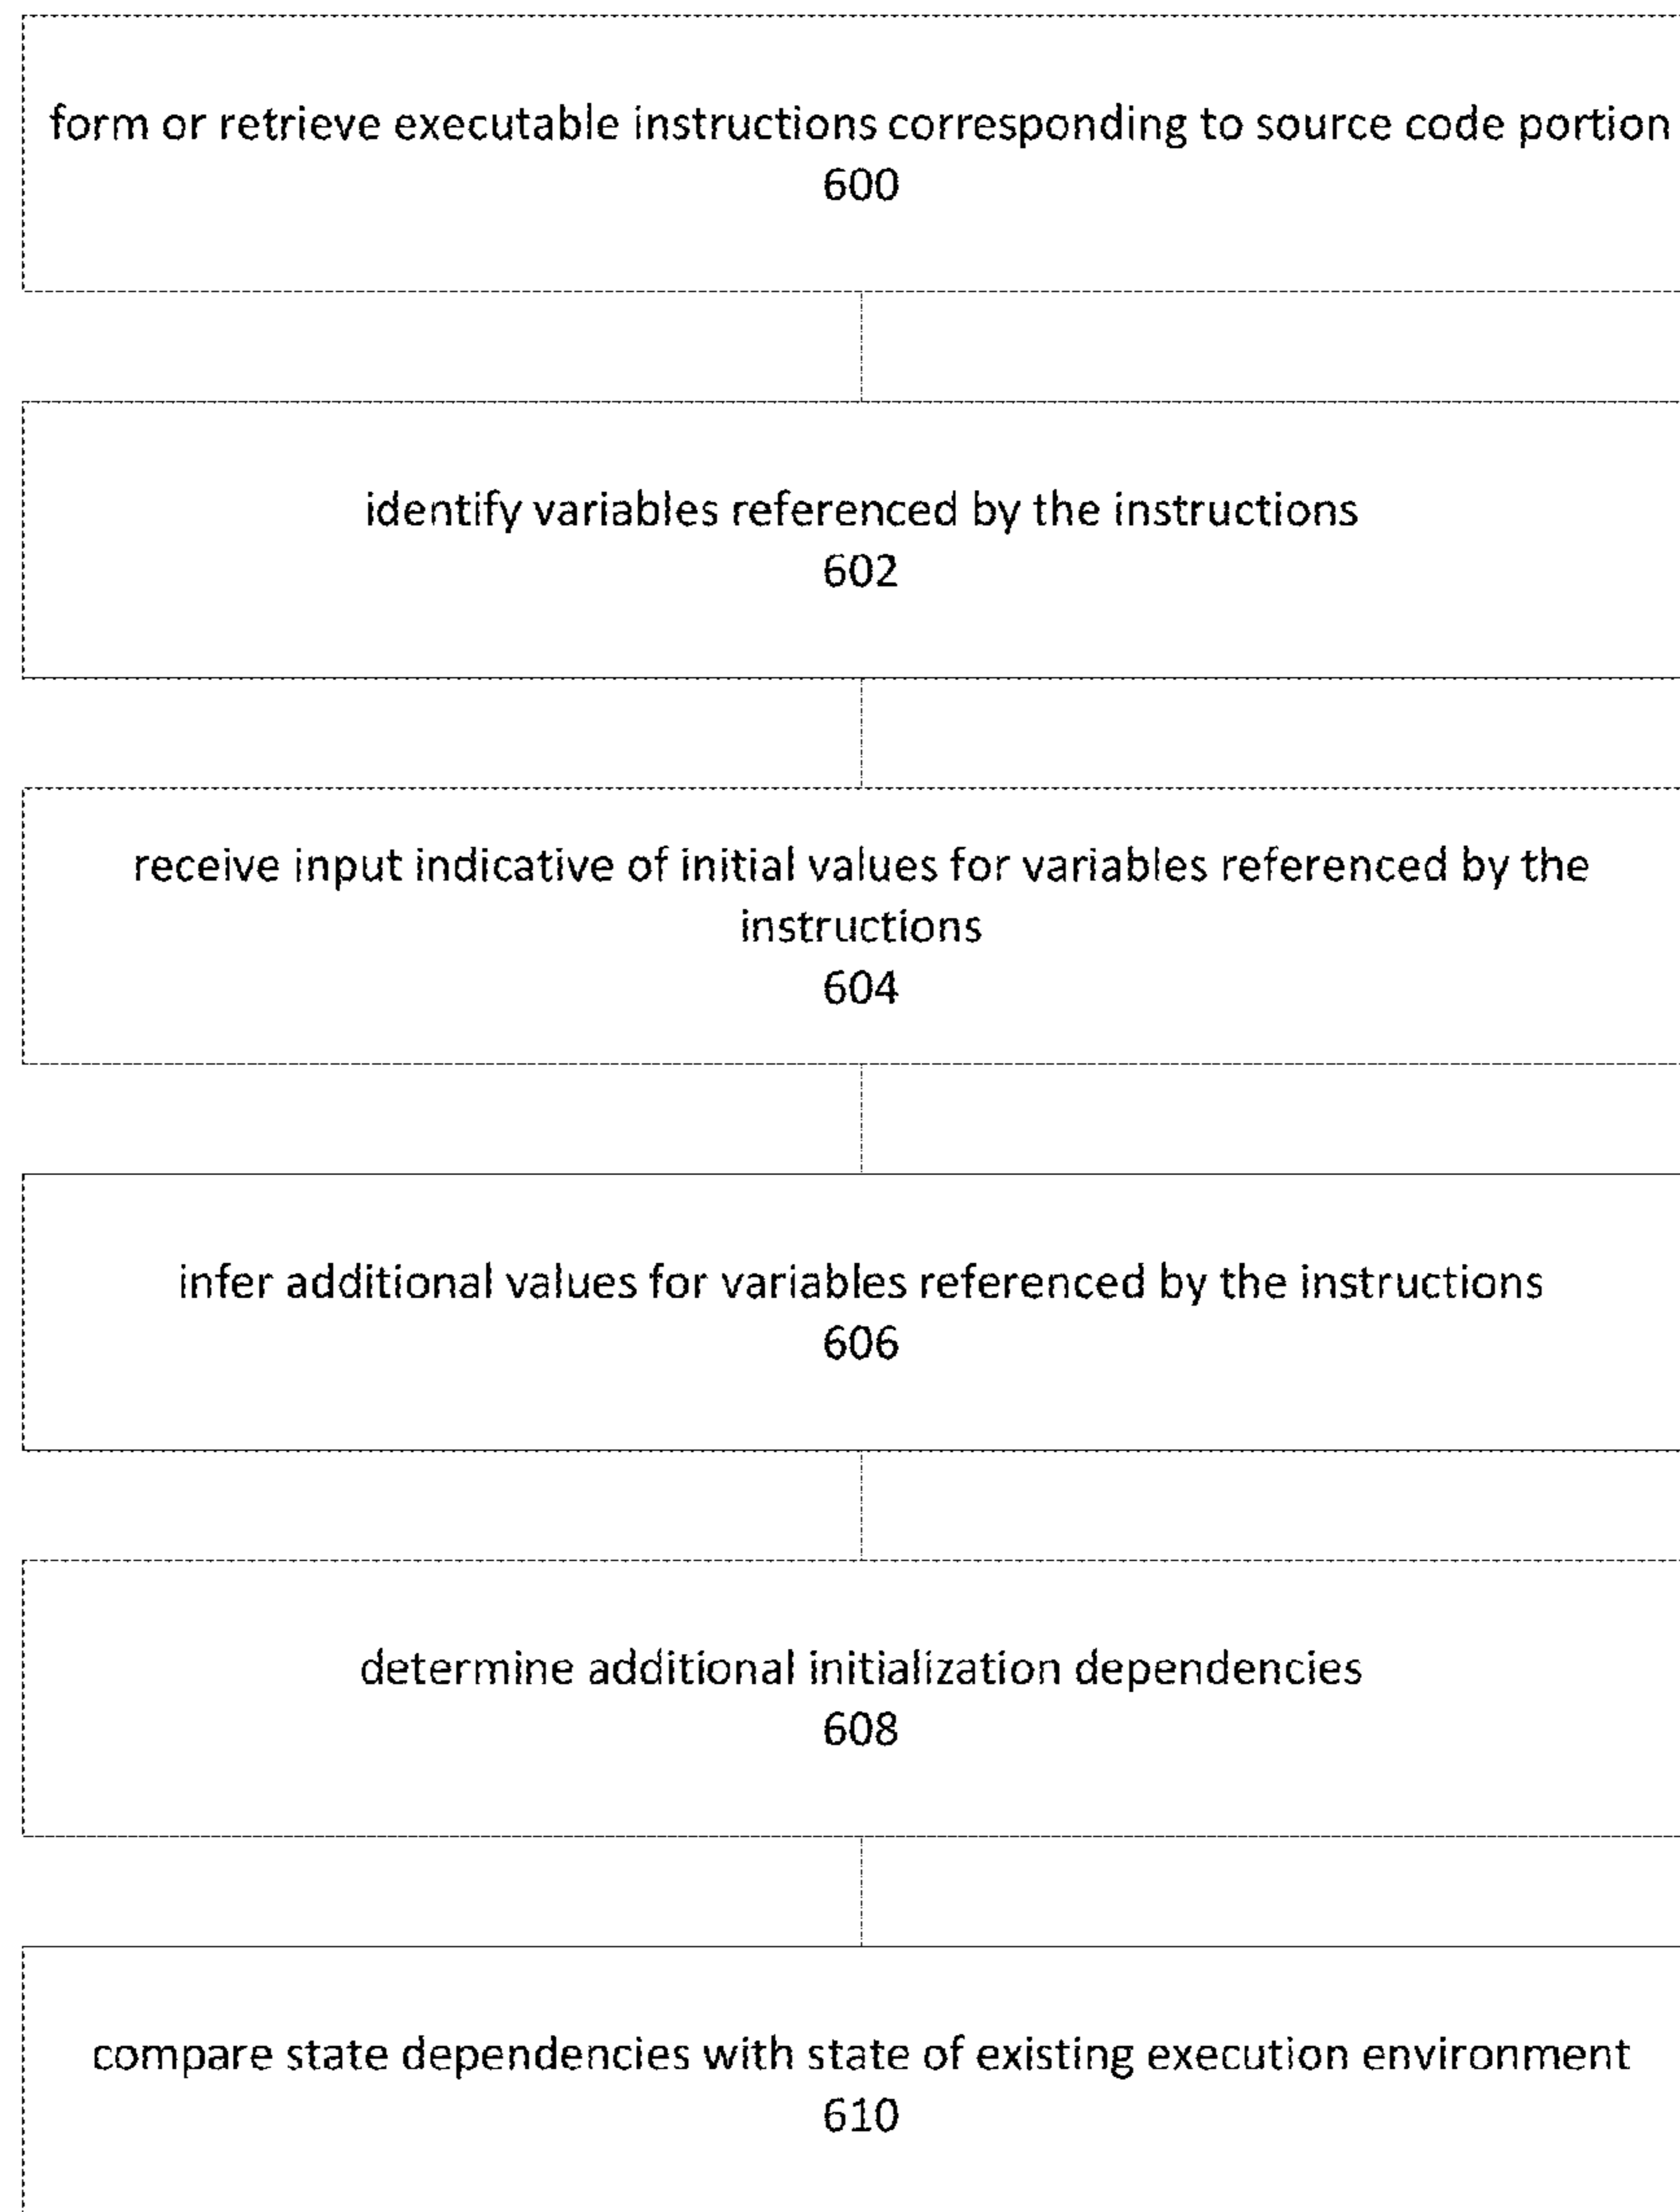 form or retrieve executable instructions corresponding to source code portion
600
identify variables referenced by the instructions
602
receive input indicative of initial values for variables referenced by the
instructions
604
infer additional values for variables referenced by the instructions
606
determine additional initialization dependencies
608
compare state dependencies with state of existing execution environment
610